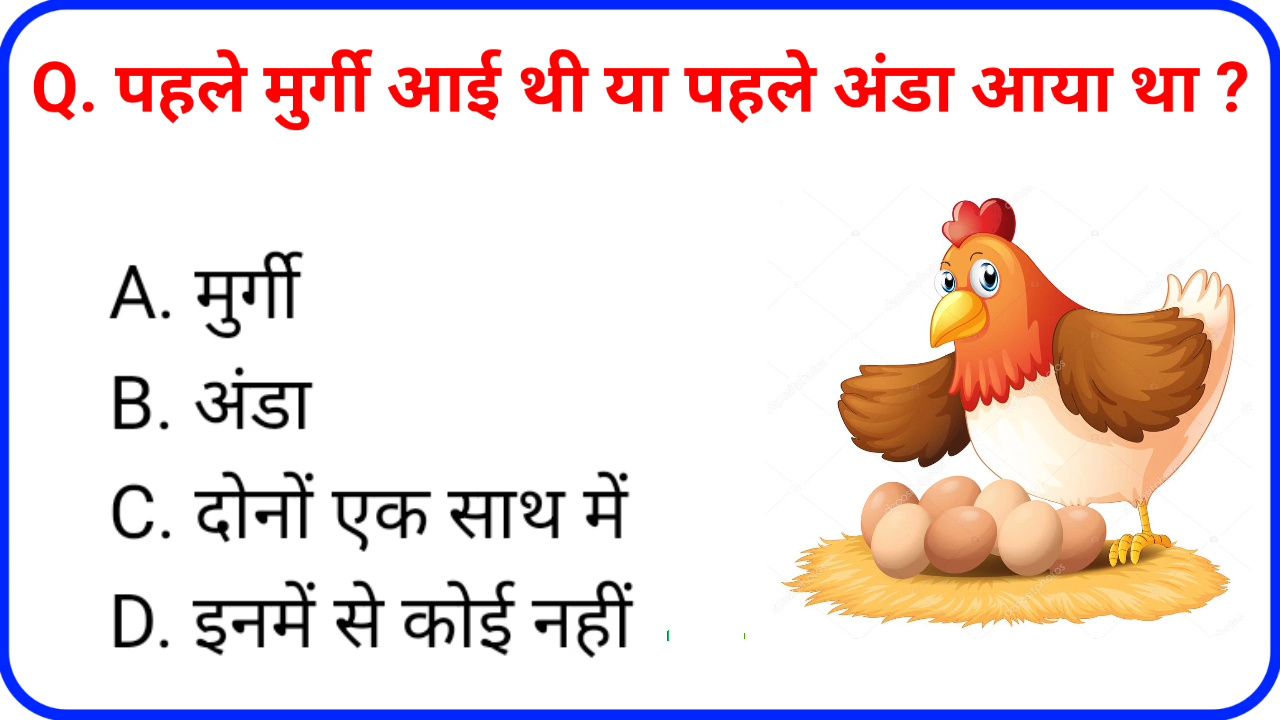 Q. पहले मुर्गी आई थी या पहले अंडा आया था ?
A. मुर्गी
B. अंडा
C. दोनों एक साथ में
D. इनमें से कोई नहीं